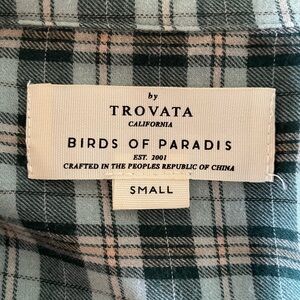 by
TROVATA
CALIFORNIA
BIRDS OF PARADIS
EST. 2001
CRAFTED IN THE PEOPLES REPUBLIC OF CHINA
SMALL